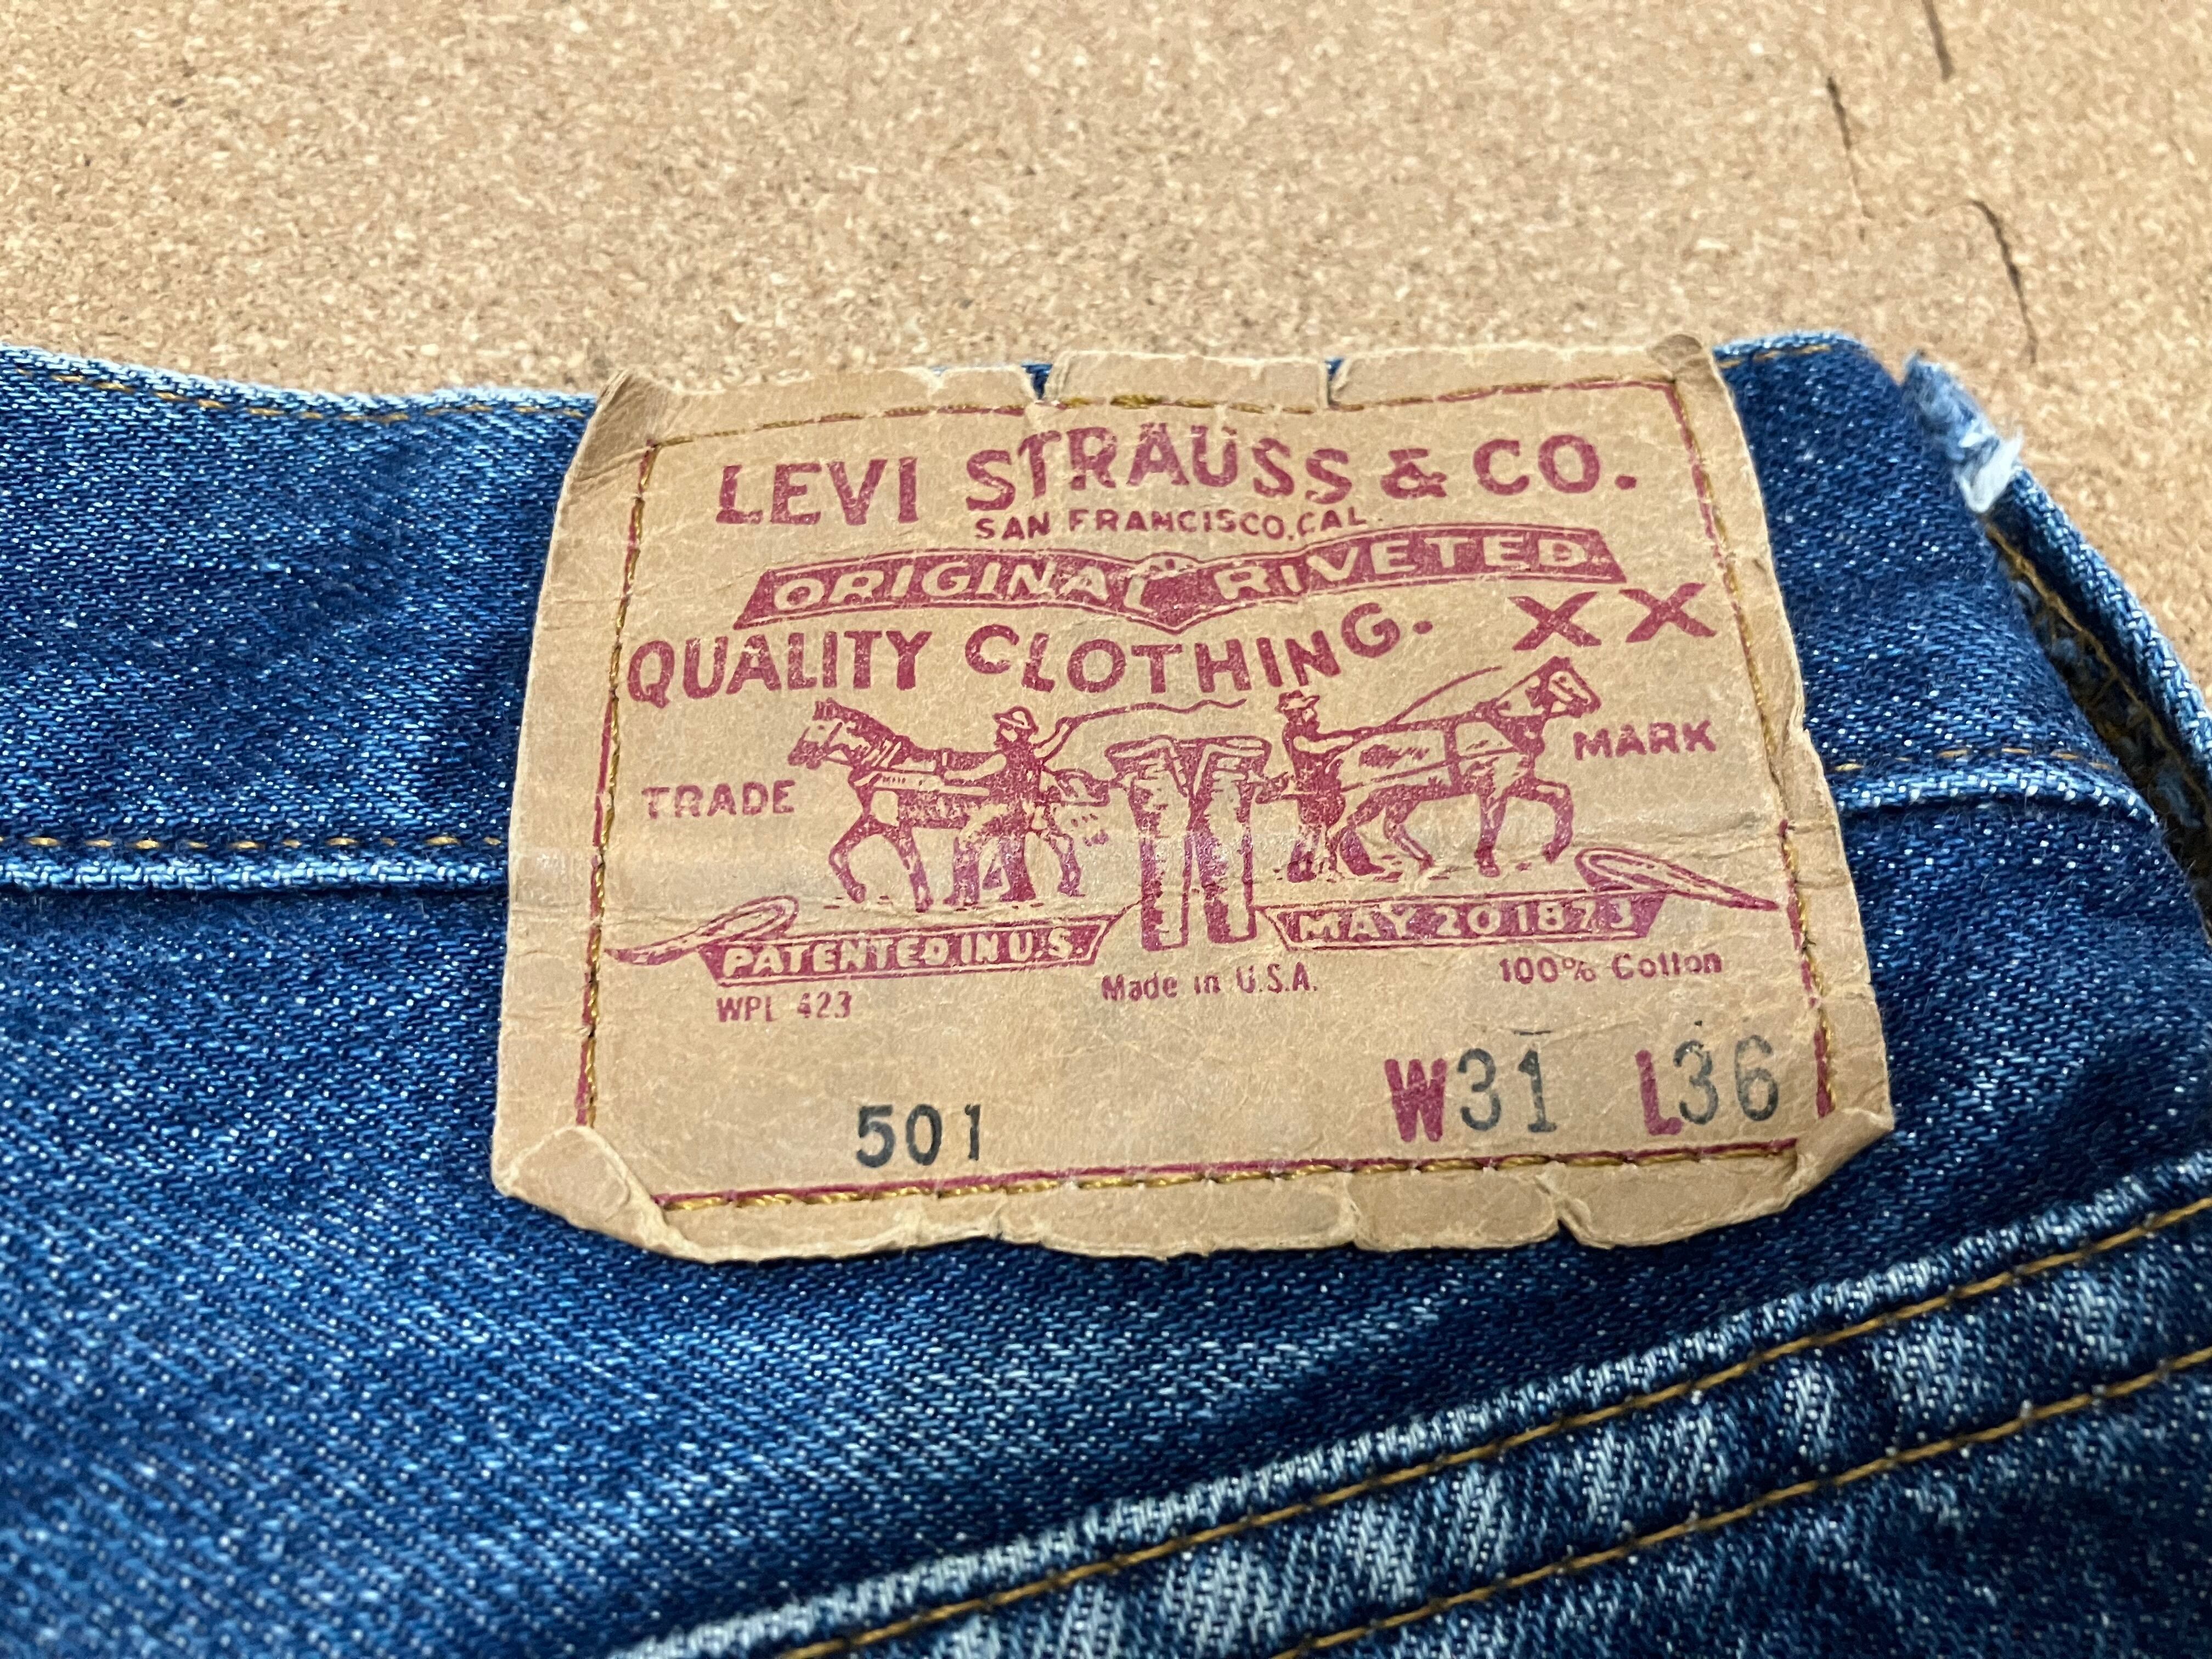 LEVI STRAUSS & CO.
SAN FRANCISCO, CAL.
ORIGINAL RIVETED
QUALITY CLOTHING. XX
TRADE MARK
PATENTED IN U.S. MAY 20 1873
WPL 423 Made in U.S.A. 100% Cotton
501 W31 L36